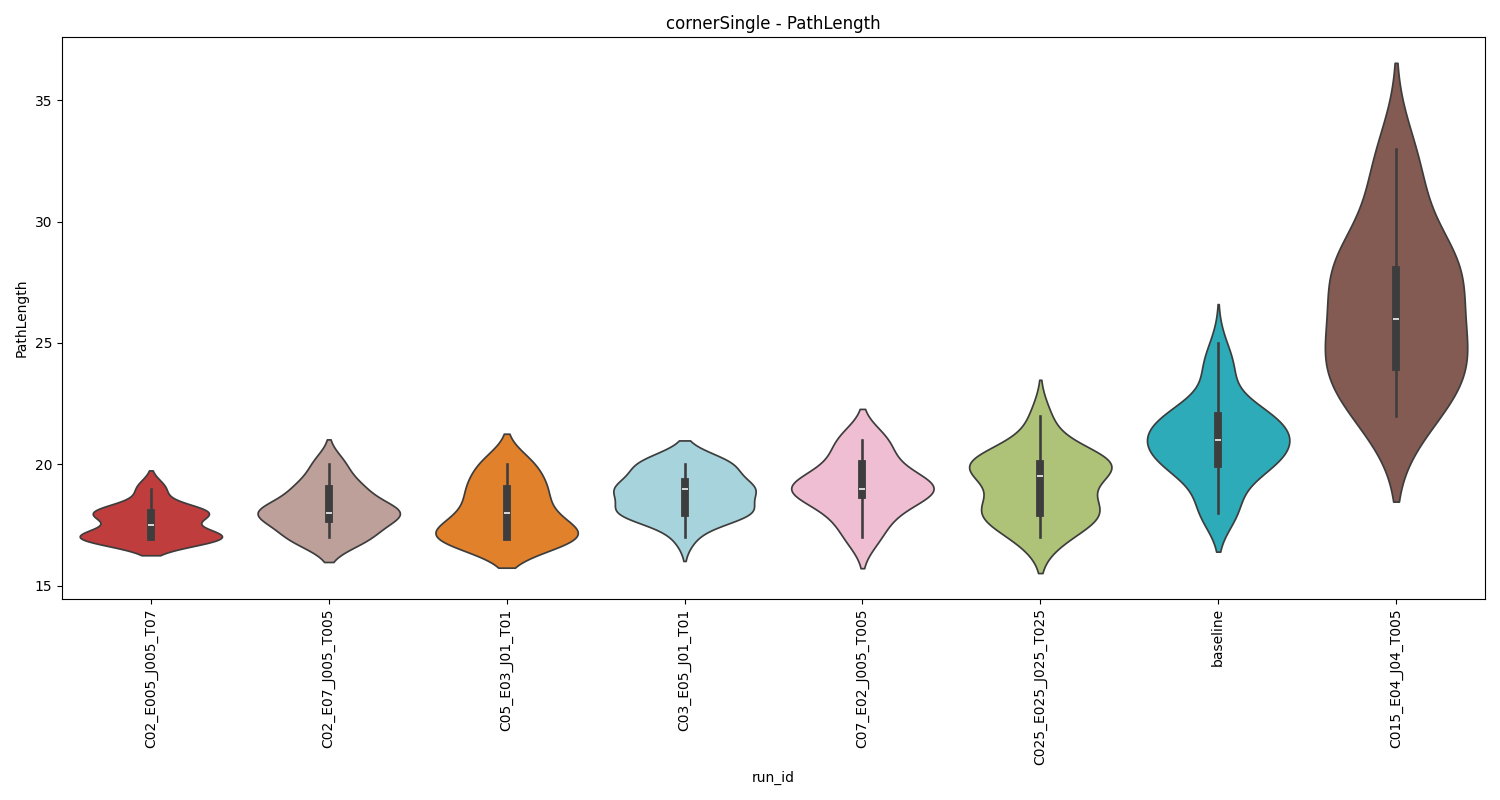 cornerSingle - PathLength
PathLength
35
30
25
20
15
C02_E005_J005_T07
C02_E07_J005_T005
C05_E03_J01_T01
C03_E05_J01_T01
C07_E02_J005_T005
C025_E025_J025_T025
baseline
C015_E04_J04_T005
run_id